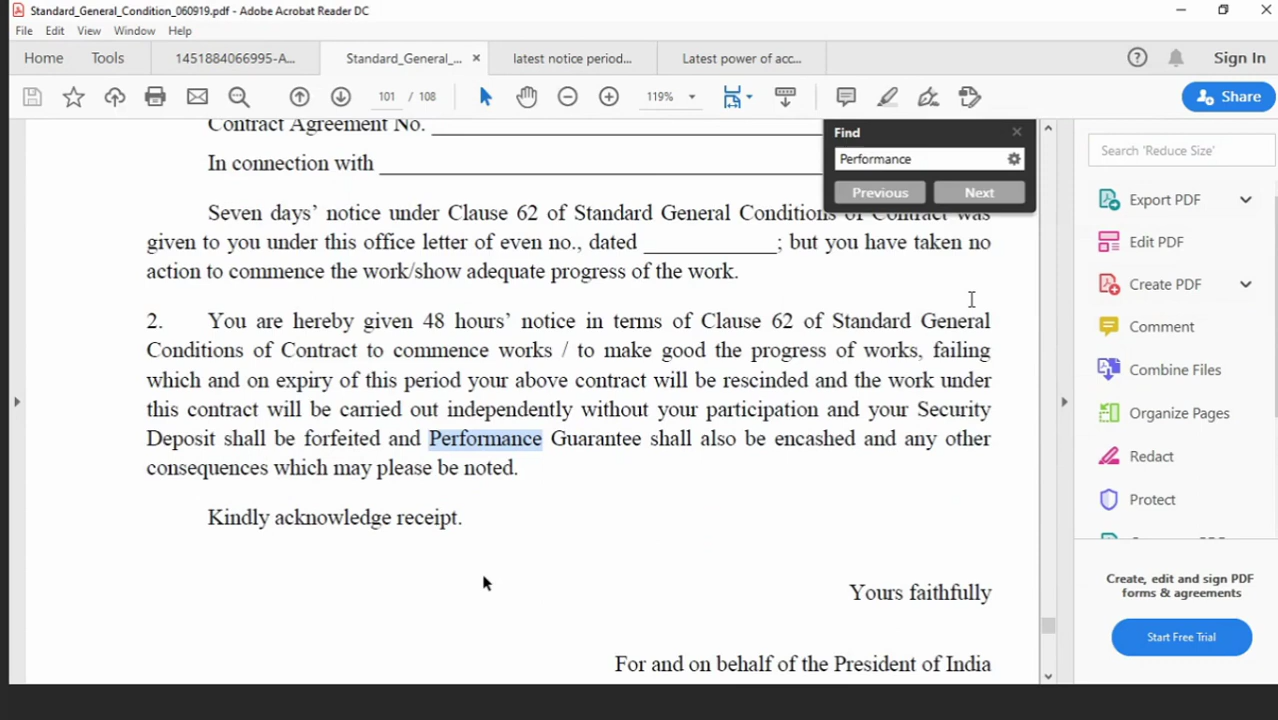 Standard_General_Condition_060919.pdf - Adobe Acrobat Reader DC
File Edit View Window Help
Home Tools 1451884066995-A... Standard_General_... × latest notice period... Latest power of acc... Sign In
101 / 108 119% Share
Find
Performance
Previous Next
Contract Agreement No. ____________
In connection with ____________
Seven days' notice under Clause 62 of Standard General Conditions of Contract was
given to you under this office letter of even no., dated ____________; but you have taken no
action to commence the work/show adequate progress of the work.
2. You are hereby given 48 hours' notice in terms of Clause 62 of Standard General
Conditions of Contract to commence works / to make good the progress of works, failing
which and on expiry of this period your above contract will be rescinded and the work under
this contract will be carried out independently without your participation and your Security
Deposit shall be forfeited and Performance Guarantee shall also be encashed and any other
consequences which may please be noted.
Kindly acknowledge receipt.
Yours faithfully
For and on behalf of the President of India
Search 'Reduce Size'
Export PDF
Edit PDF
Create PDF
Comment
Combine Files
Organize Pages
Redact
Protect
Create, edit and sign PDF
forms & agreements
Start Free Trial